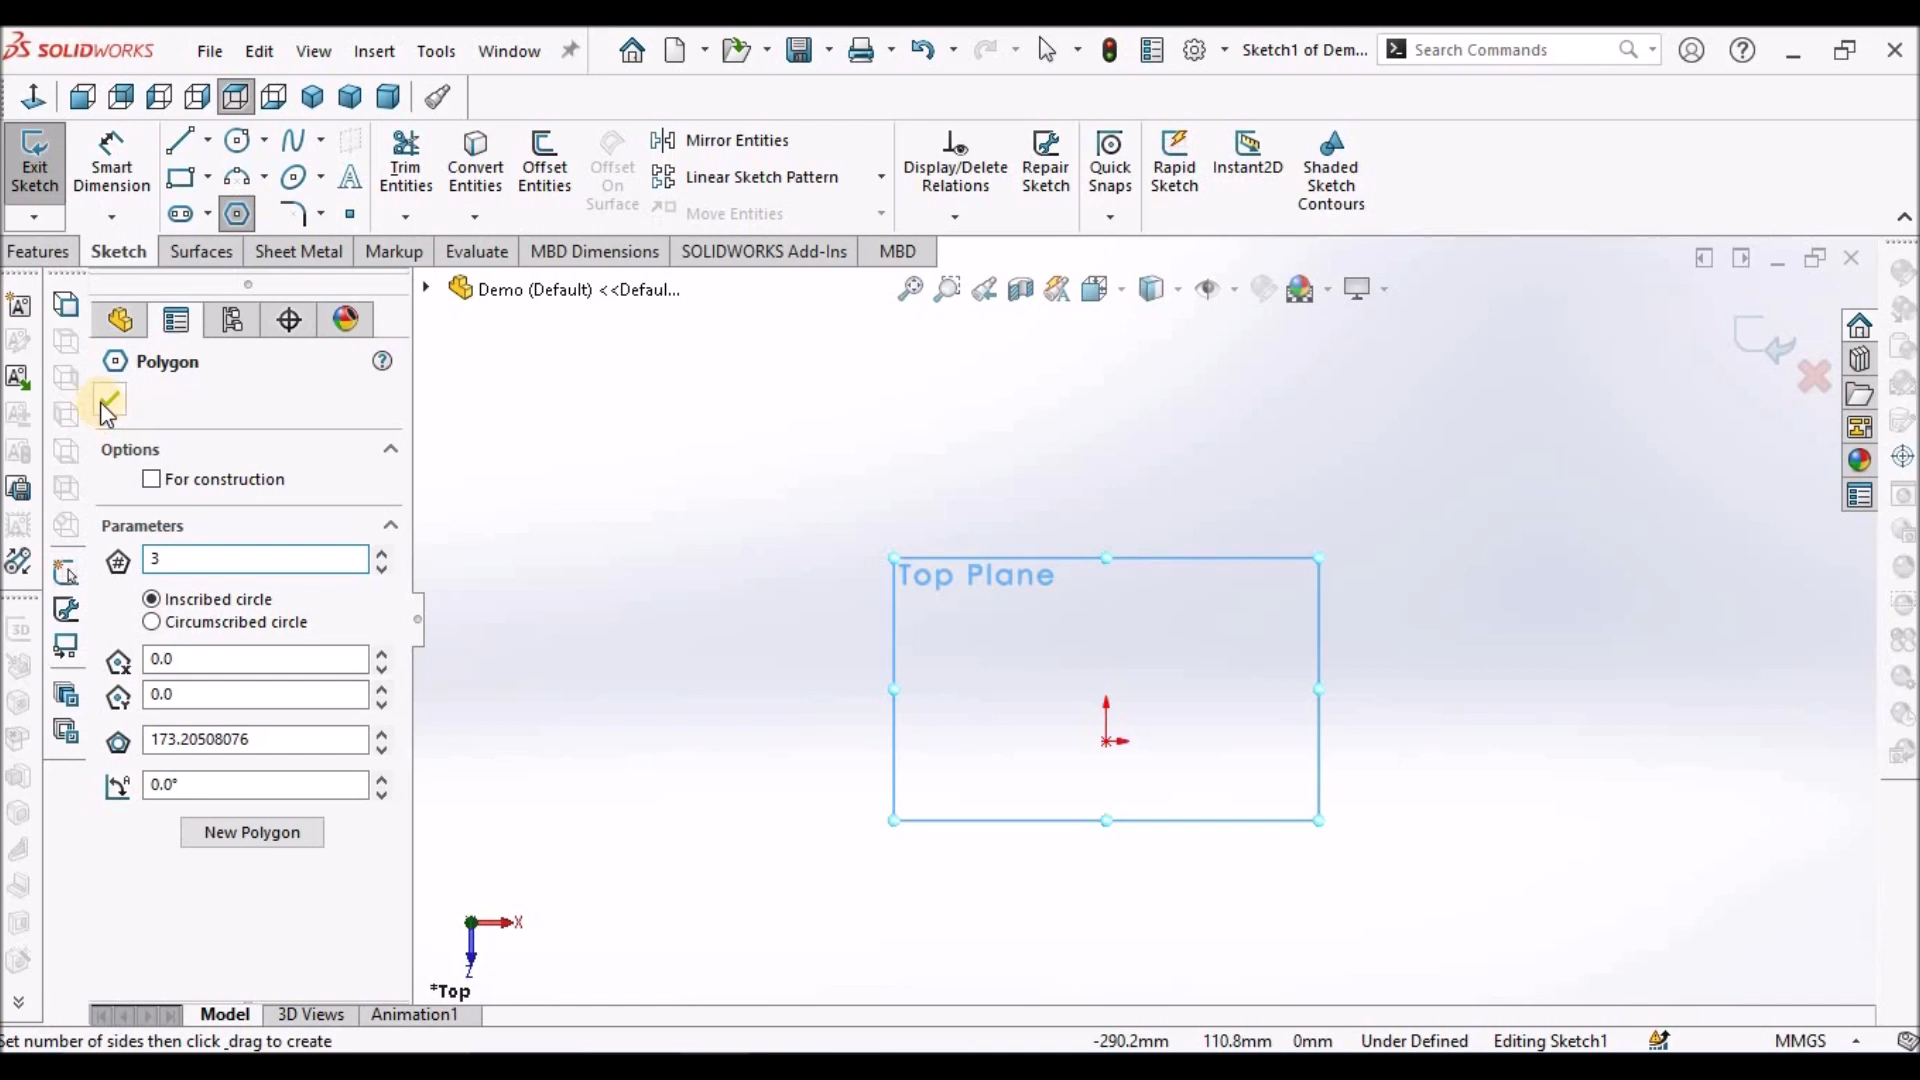 SOLIDWORKS File Edit View Insert Tools Window Sketch1 of Dem... Search Commands
Exit Sketch
Smart Dimension
Trim Entities
Convert Entities
Offset Entities
Offset On Surface
Mirror Entities
Linear Sketch Pattern
Move Entities
Display/Delete Relations
Repair Sketch
Quick Snaps
Rapid Sketch
Instant2D
Shaded Sketch Contours
Features Sketch Surfaces Sheet Metal Markup Evaluate MBD Dimensions SOLIDWORKS Add-Ins MBD
Demo (Default) <<Defaul...
Polygon
Options
For construction
Parameters
3
Inscribed circle
Circumscribed circle
0.0
0.0
173.20508076
0.0°
New Polygon
Top Plane
X
Z
*Top
3D
Model 3D Views Animation1
Set number of sides then click _drag to create -290.2mm 110.8mm 0mm Under Defined Editing Sketch1 MMGS